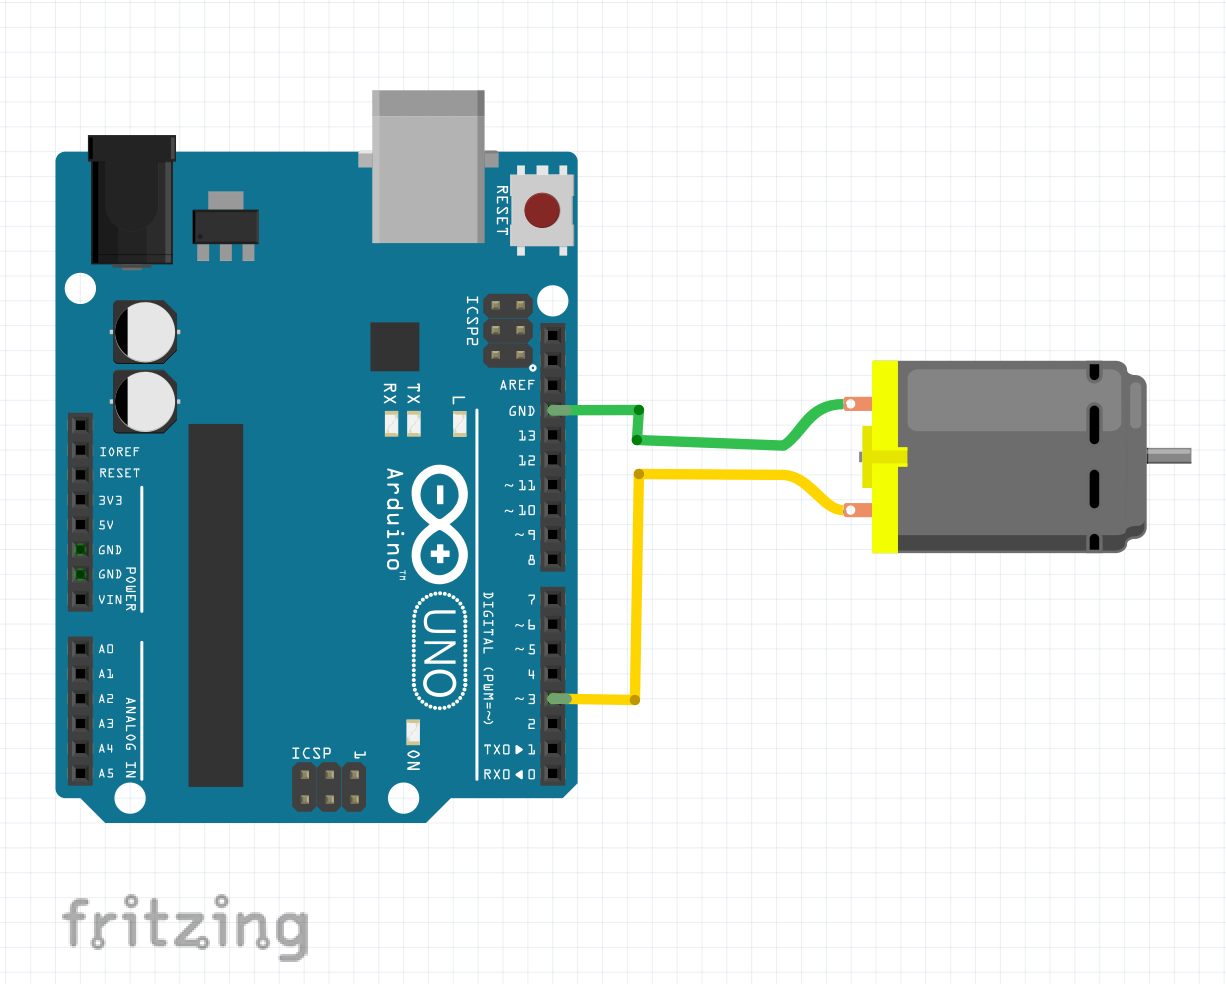 RESET
ICSP2
AREF
GND
13
12
~11
~10
~9
8
7
~6
~5
4
~3
2
TX0▶1
RX0◀0
RX
TX
L
IOREF
RESET
3V3
5V
GND
GND
VIN
POWER
A0
A1
A2
A3
A4
A5
ANALOG IN
Arduino™
UNO
DIGITAL (PWM=~)
ICSP
1
ON
fritzing